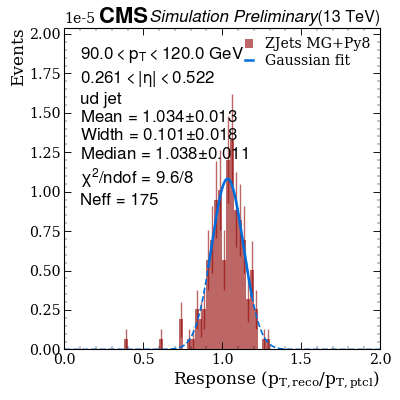 1e-5 CMS Simulation Preliminary (13 TeV)
Events
90.0 < pT < 120.0 GeV
0.261 < |η| < 0.522
ud jet
Mean = 1.034±0.013
Width = 0.101±0.018
Median = 1.038±0.011
χ²/ndof = 9.6/8
Neff = 175
ZJets MG+Py8
Gaussian fit
2.00
1.75
1.50
1.25
1.00
0.75
0.50
0.25
0.00
0.0 0.5 1.0 1.5 2.0
Response (pT,reco/pT,ptcl)